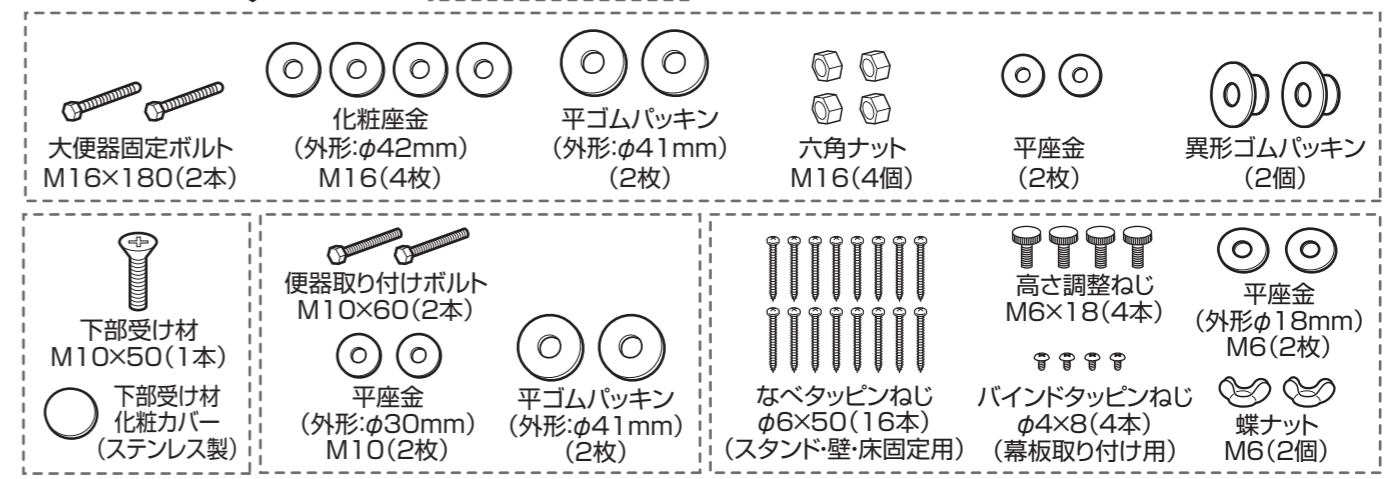 大便器固定ボルト
M16×180(2本)
化粧座金
(外形:φ42mm)
M16(4枚)
平ゴムパッキン
(外形:φ41mm)
(2枚)
六角ナット
M16(4個)
平座金
(2枚)
異形ゴムパッキン
(2個)
下部受け材
M10×50(1本)
下部受け材
化粧カバー
(ステンレス製)
便器取り付けボルト
M10×60(2本)
平座金
(外形:φ30mm)
M10(2枚)
平ゴムパッキン
(外形:φ41mm)
(2枚)
なべタッピンねじ
φ6×50(16本)
(スタンド・壁・床固定用)
高さ調整ねじ
M6×18(4本)
バインドタッピンねじ
φ4×8(4本)
(幕板取り付け用)
平座金
(外形φ18mm)
M6(2枚)
蝶ナット
M6(2個)